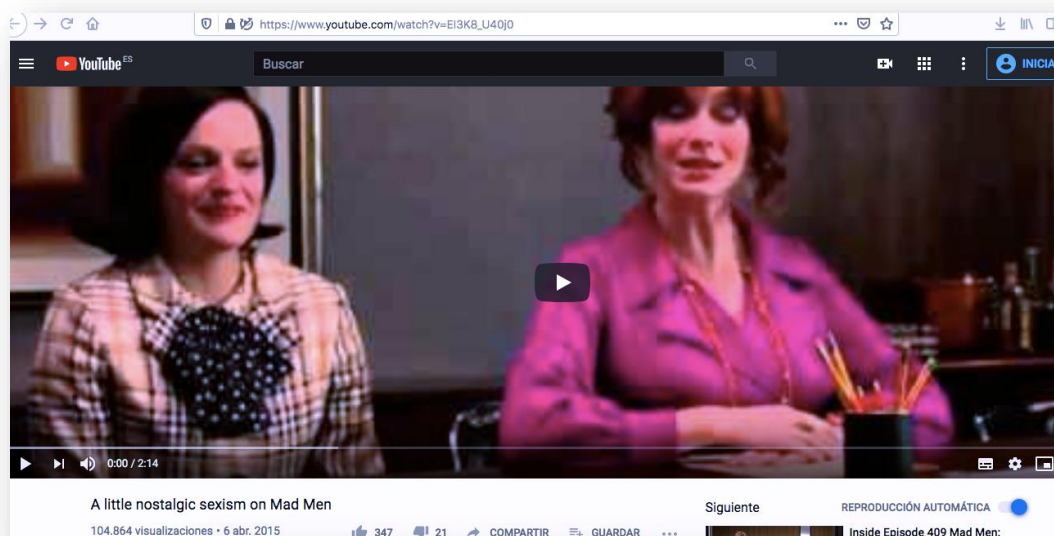 https://www.youtube.com/watch?v=EI3K8_U40j0
YouTube ES
Buscar
INICIA
0:00 / 2:14
A little nostalgic sexism on Mad Men
104.864 visualizaciones • 6 abr. 2015
347
21
COMPARTIR
GUARDAR
Siguiente
REPRODUCCIÓN AUTOMÁTICA
Inside Episode 409 Mad Men: